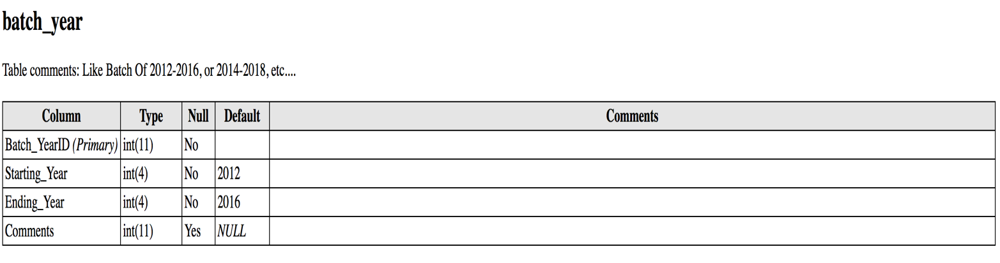 batch_year
Table comments: Like Batch Of 2012-2016, or 2014-2018, etc....
Column Type Null Default Comments
Batch_YearID (Primary) int(11) No
Starting_Year int(4) No 2012
Ending_Year int(4) No 2016
Comments int(11) Yes NULL